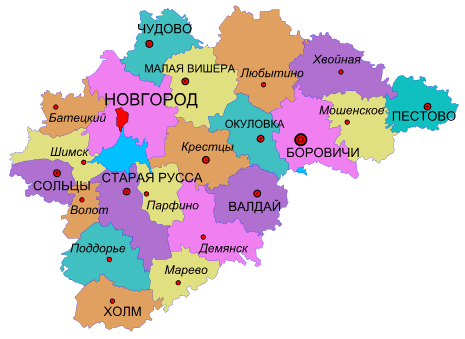 ЧУДОВО
Хвойная
МАЛАЯ ВИШЕРА
Любытино
НОВГОРОД
Мошенское
ПЕСТОВО
Батецкий
ОКУЛОВКА
Крестцы
БОРОВИЧИ
Шимск
СОЛЬЦЫ
СТАРАЯ РУССА
Волот
Парфино
ВАЛДАЙ
Поддорье
Демянск
Марево
ХОЛМ